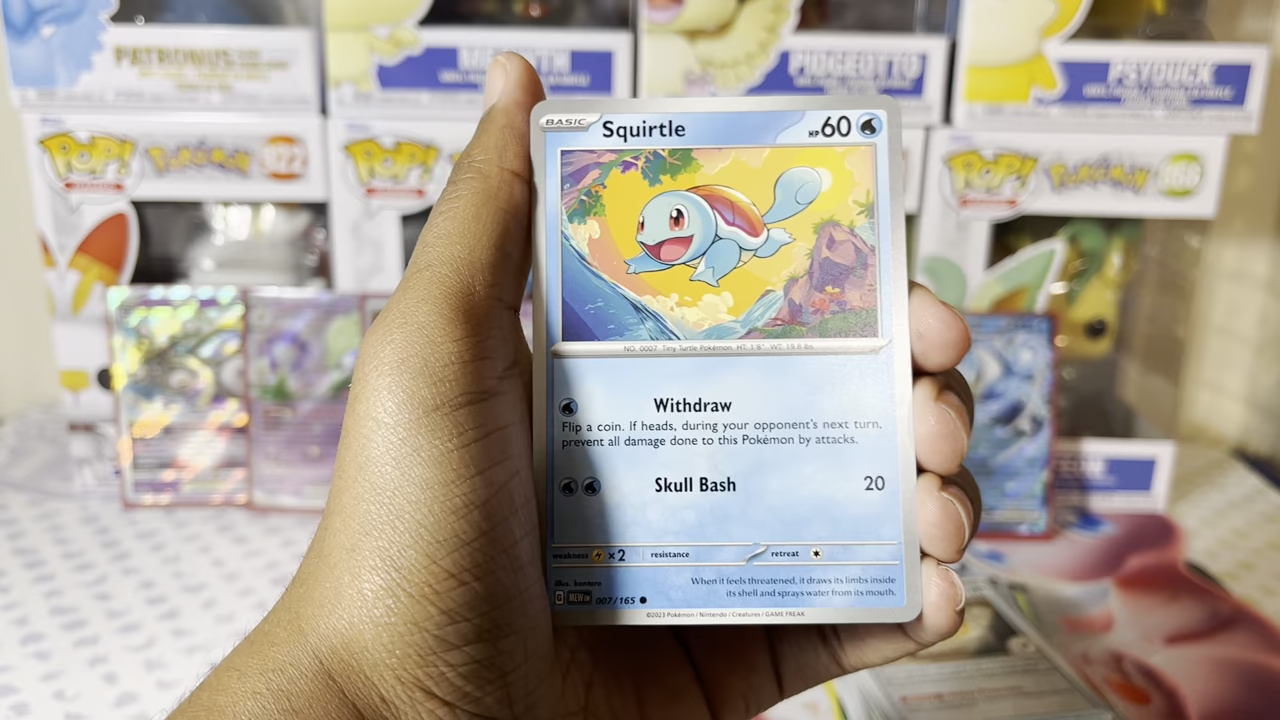 PATRONUS
PIDGEOTTO
PSYDUCK
POP!
Pokémon
822
POP!
POP!
Pokémon
866
BASIC
Squirtle
HP 60
NO. 0007 Tiny Turtle Pokémon HT: 1'8" WT: 19.8 lbs
Withdraw
Flip a coin. If heads, during your opponent's next turn,
prevent all damage done to this Pokémon by attacks.
Skull Bash 20
weakness ×2 resistance retreat
Illus. kantaro
When it feels threatened, it draws its limbs inside
its shell and sprays water from its mouth.
G MEW EN 007/165
©2023 Pokémon / Nintendo / Creatures / GAME FREAK